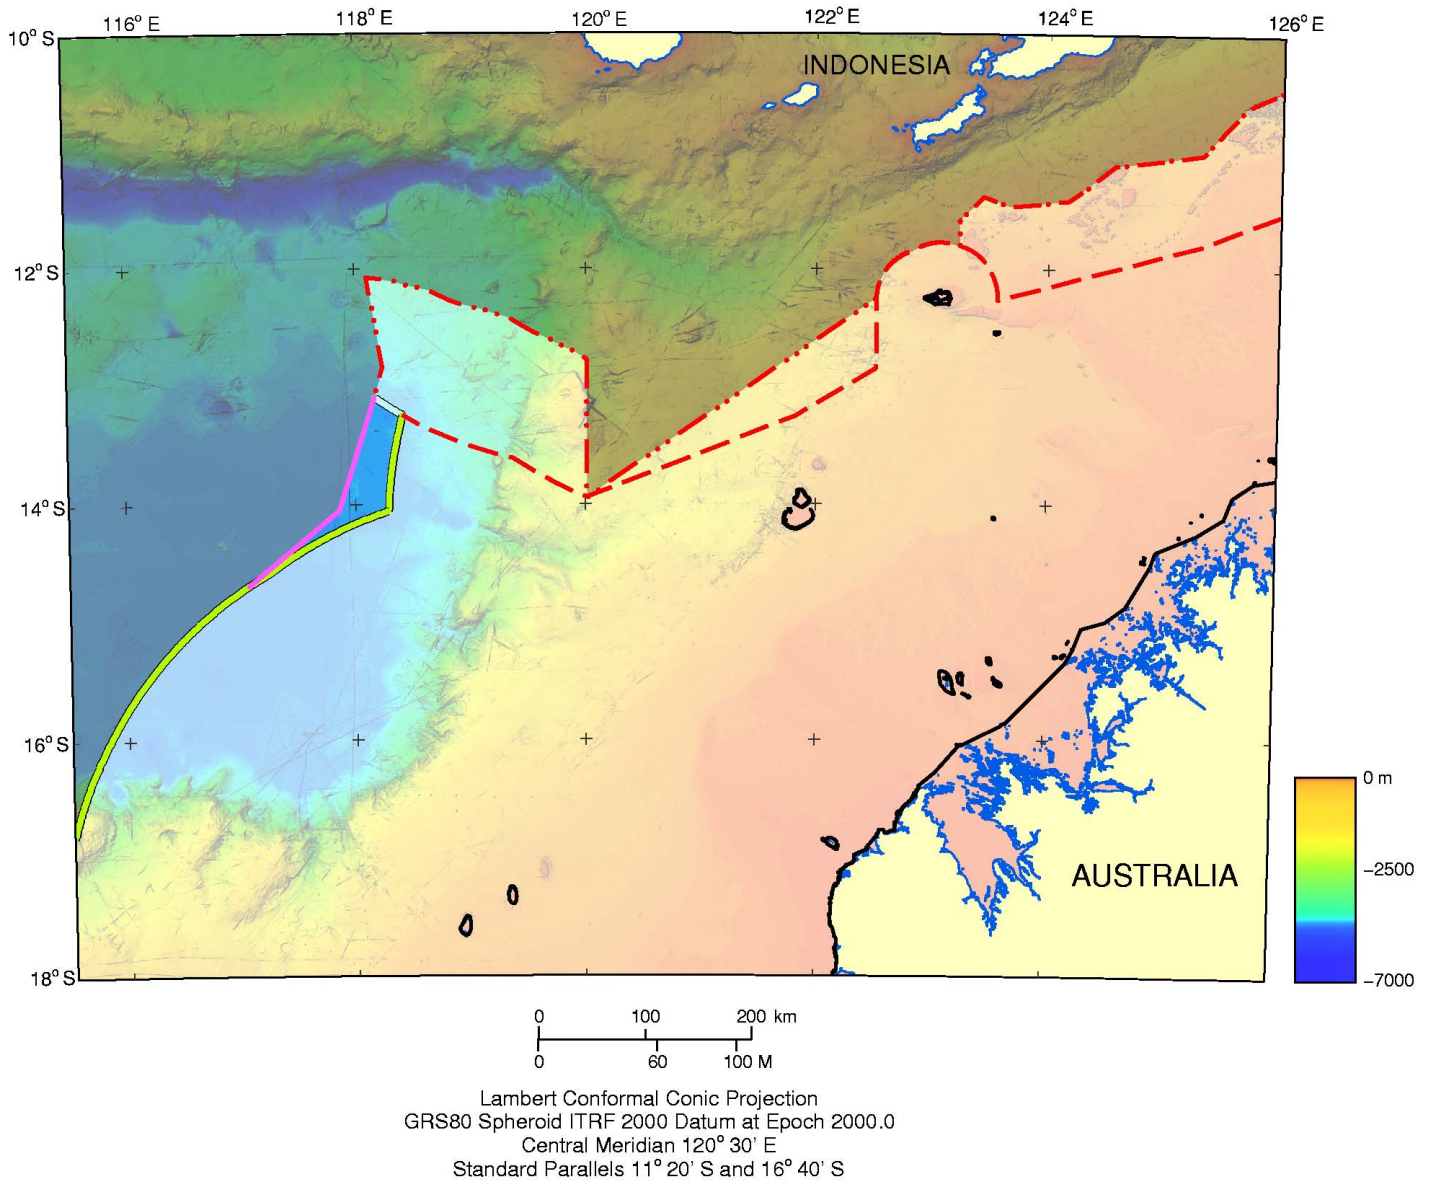 116° E 118° E 120° E 122° E 124° E 126° E
10° S
INDONESIA
12° S
14° S
16° S
0 m
−2500
AUSTRALIA
18° S
−7000
0 100 200 km
0 60 100 M
Lambert Conformal Conic Projection
GRS80 Spheroid ITRF 2000 Datum at Epoch 2000.0
Central Meridian 120° 30' E
Standard Parallels 11° 20' S and 16° 40' S